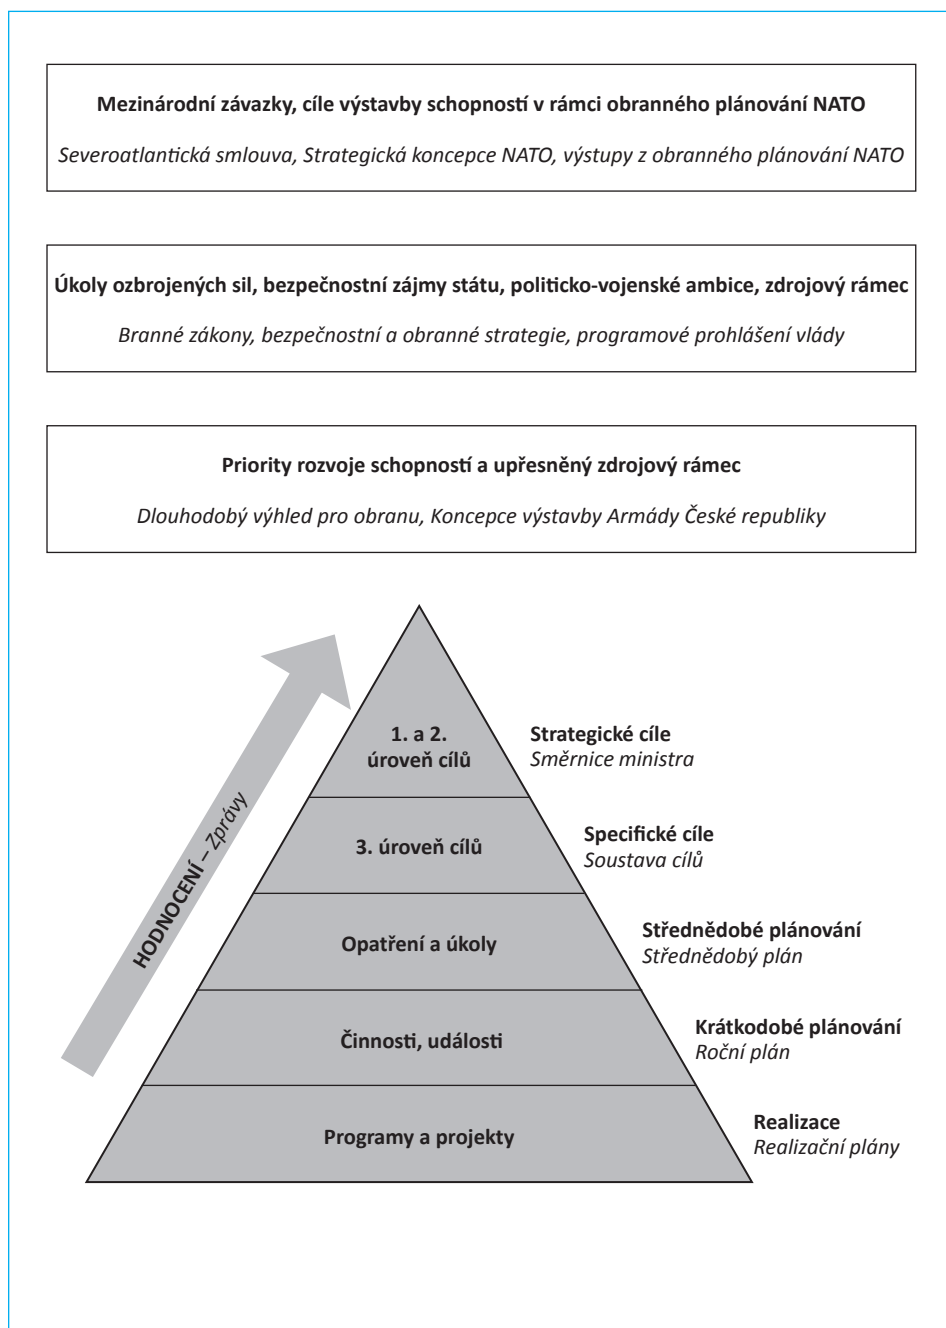 Mezinárodní závazky, cíle výstavby schopností v rámci obranného plánování NATO
Severoatlantická smlouva, Strategická koncepce NATO, výstupy z obranného plánování NATO
Úkoly ozbrojených sil, bezpečnostní zájmy státu, politicko-vojenské ambice, zdrojový rámec
Branné zákony, bezpečnostní a obranné strategie, programové prohlášení vlády
Priority rozvoje schopností a upřesněný zdrojový rámec
Dlouhodobý výhled pro obranu, Koncepce výstavby Armády České republiky
HODNOCENÍ – Zprávy
1. a 2.
úroveň cílů
Strategické cíle
Směrnice ministra
3. úroveň cílů
Specifické cíle
Soustava cílů
Opatření a úkoly
Střednědobé plánování
Střednědobý plán
Činnosti, události
Krátkodobé plánování
Roční plán
Programy a projekty
Realizace
Realizační plány